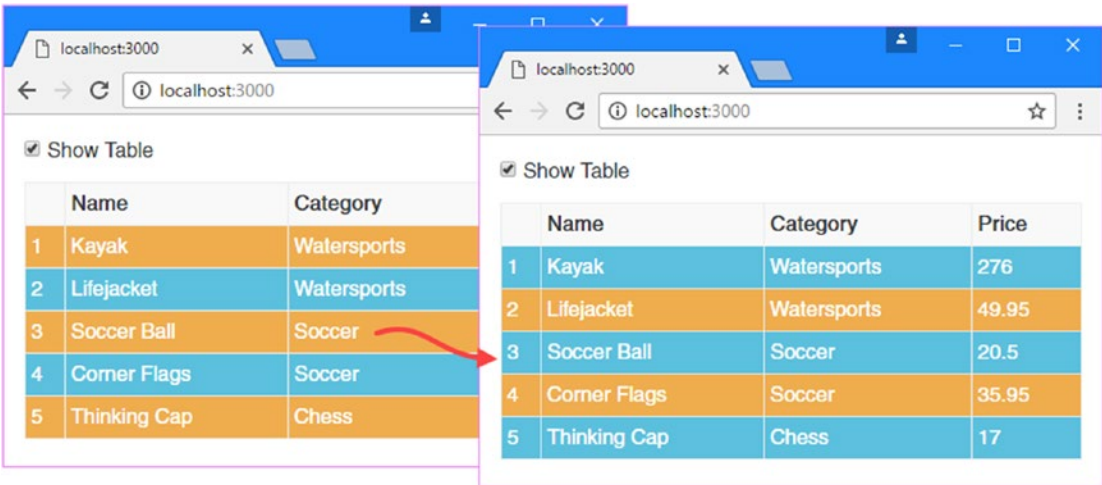 localhost:3000
localhost:3000
Show Table
Name Category
1 Kayak Watersports
2 Lifejacket Watersports
3 Soccer Ball Soccer
4 Corner Flags Soccer
5 Thinking Cap Chess
localhost:3000
localhost:3000
Show Table
Name Category Price
1 Kayak Watersports 276
2 Lifejacket Watersports 49.95
3 Soccer Ball Soccer 20.5
4 Corner Flags Soccer 35.95
5 Thinking Cap Chess 17